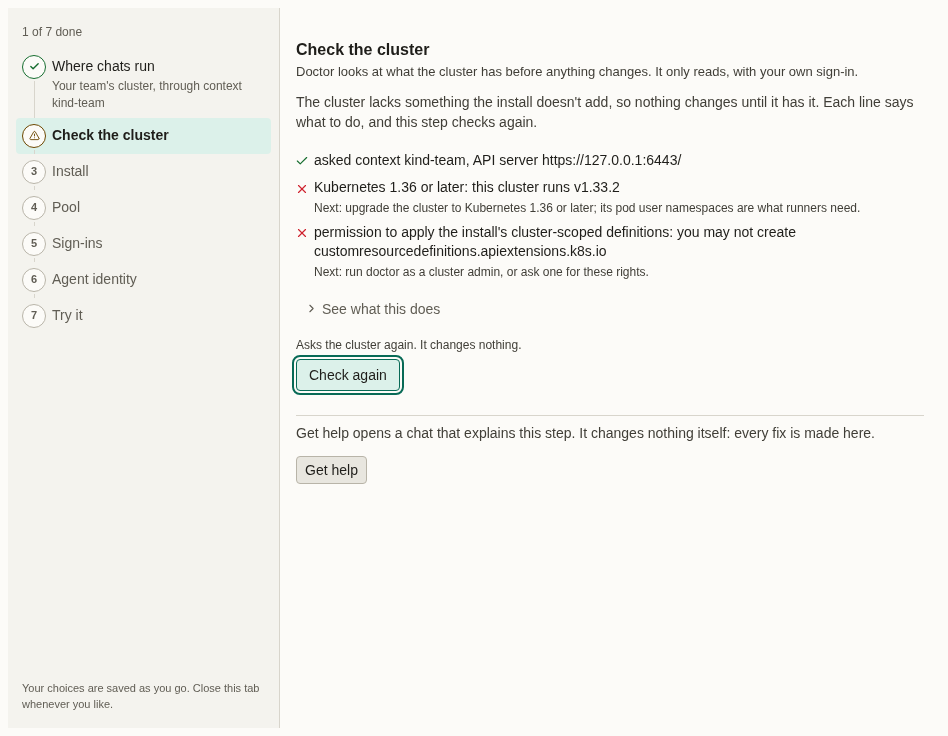 1 of 7 done
Where chats run
Your team's cluster, through context
kind-team
Check the cluster
3 Install
4 Pool
5 Sign-ins
6 Agent identity
7 Try it
Your choices are saved as you go. Close this tab
whenever you like.
Check the cluster
Doctor looks at what the cluster has before anything changes. It only reads, with your own sign-in.
The cluster lacks something the install doesn't add, so nothing changes until it has it. Each line says
what to do, and this step checks again.
asked context kind-team, API server https://127.0.0.1:6443/
Kubernetes 1.36 or later: this cluster runs v1.33.2
Next: upgrade the cluster to Kubernetes 1.36 or later; its pod user namespaces are what runners need.
permission to apply the install's cluster-scoped definitions: you may not create
customresourcedefinitions.apiextensions.k8s.io
Next: run doctor as a cluster admin, or ask one for these rights.
See what this does
Asks the cluster again. It changes nothing.
Check again
Get help opens a chat that explains this step. It changes nothing itself: every fix is made here.
Get help